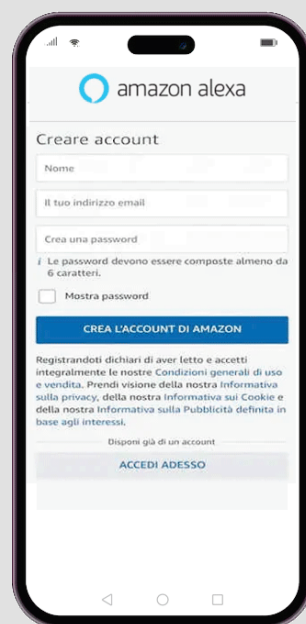 amazon alexa
Creare account
Nome
Il tuo indirizzo email
Crea una password
i Le password devono essere composte almeno da
6 caratteri.
Mostra password
CREA L'ACCOUNT DI AMAZON
Registrandoti dichiari di aver letto e accetti
integralmente le nostre Condizioni generali di uso
e vendita. Prendi visione della nostra Informativa
sulla privacy, della nostra Informativa sui Cookie e
della nostra Informativa sulla Pubblicità definita in
base agli interessi.
Disponi già di un account
ACCEDI ADESSO